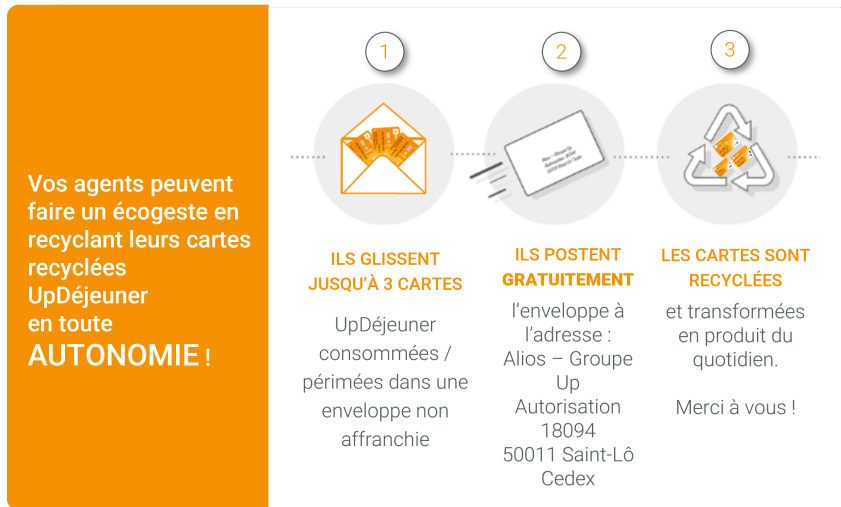 Vos agents peuvent
faire un écogeste en
recyclant leurs cartes
recyclées
UpDéjeuner
en toute
AUTONOMIE !
1
ILS GLISSENT
JUSQU'À 3 CARTES
UpDéjeuner
consommées /
périmées dans une
enveloppe non
affranchie
2
ILS POSTENT
GRATUITEMENT
l'enveloppe à
l'adresse :
Alios – Groupe
Up
Autorisation
18094
50011 Saint-Lô
Cedex
3
LES CARTES SONT
RECYCLÉES
et transformées
en produit du
quotidien.
Merci à vous !